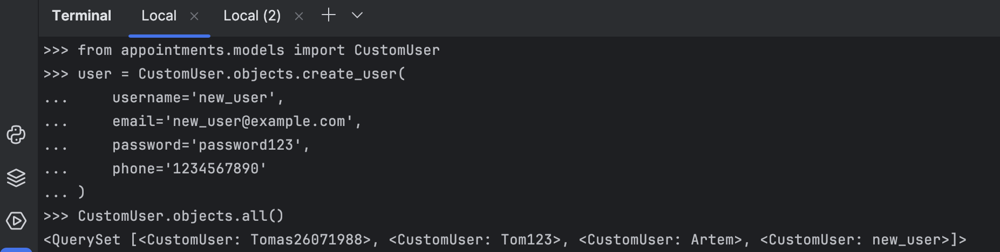 Terminal Local Local (2)
>>> from appointments.models import CustomUser
>>> user = CustomUser.objects.create_user(
...     username='new_user',
...     email='new_user@example.com',
...     password='password123',
...     phone='1234567890'
... )
>>> CustomUser.objects.all()
<QuerySet [<CustomUser: Tomas26071988>, <CustomUser: Tom123>, <CustomUser: Artem>, <CustomUser: new_user>]>